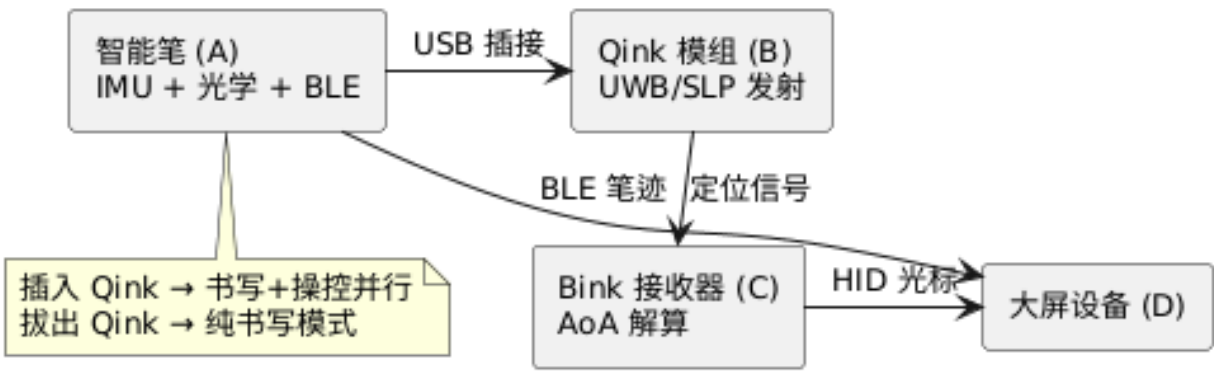 智能笔 (A)
IMU + 光学 + BLE
USB 插接
Qink 模组 (B)
UWB/SLP 发射
BLE 笔迹
定位信号
插入 Qink → 书写+操控并行
拔出 Qink → 纯书写模式
Bink 接收器 (C)
AoA 解算
HID 光标
大屏设备 (D)